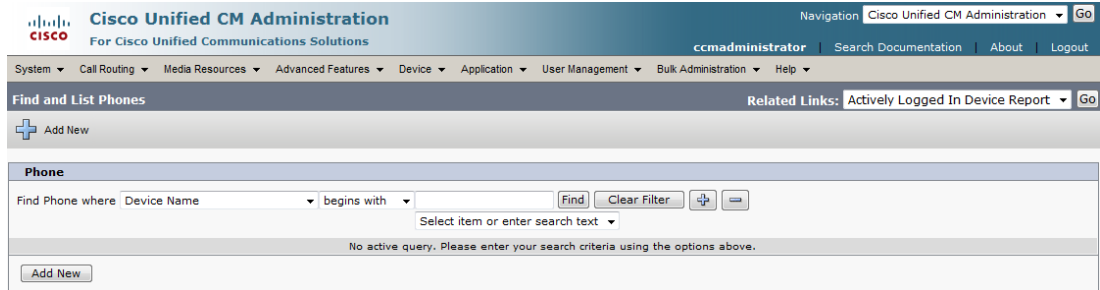 Cisco Unified CM Administration
Navigation Cisco Unified CM Administration Go
CISCO
For Cisco Unified Communications Solutions
ccmadministrator | Search Documentation | About | Logout
System Call Routing Media Resources Advanced Features Device Application User Management Bulk Administration Help
Find and List Phones
Related Links: Actively Logged In Device Report Go
Add New
Phone
Find Phone where Device Name begins with Find Clear Filter
Select item or enter search text
No active query. Please enter your search criteria using the options above.
Add New